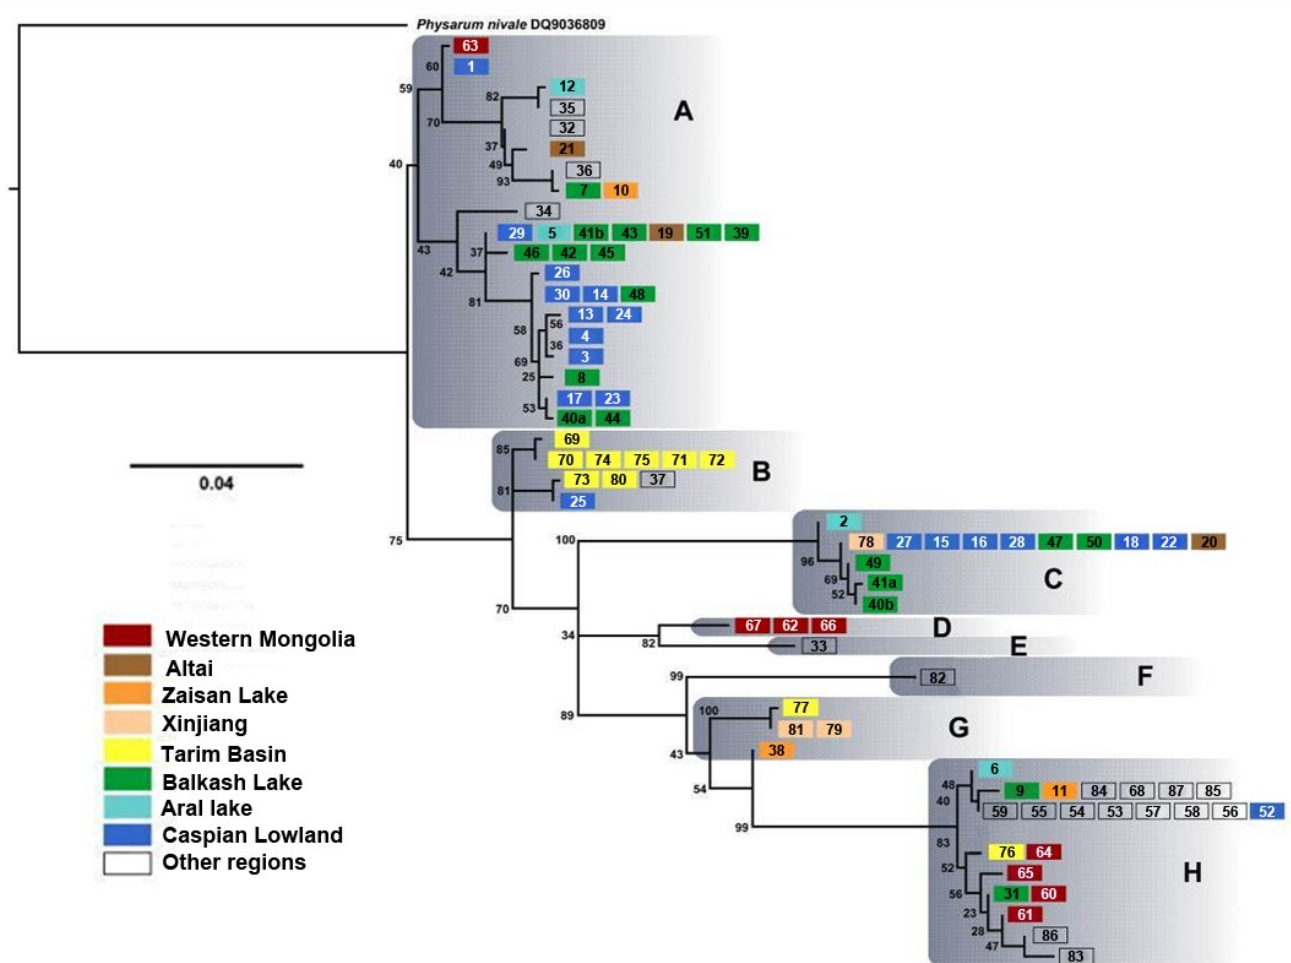 Physarum nivale DQ9036809
63
60
1
59
12
82
35
A
70
32
37
21
49
36
40
93
7 10
34
29 5 41b 43 19 51 39
43
37
46 42 45
42
26
81
30 14 48
13 24
56
58
4
36
3
69
25
8
17 23
53
40a 44
85
69
70 74 75 71 72
B
73 80 37
81
25
0.04
2
75
100
78 27 15 16 28 47 50 18 22 20
96
49
69
41a
C
52
40b
70
67 62 66
D
34
82
33
E
99
82
F
100
77
89
81 79
G
43
38
54
6
48
9 11 84 68 87 85
40
59 55 54 53 57 58 56 52
99
83
76 64
52
65
H
56
31 60
23
61
28
86
47
83
Western Mongolia
Altai
Zaisan Lake
Xinjiang
Tarim Basin
Balkash Lake
Aral lake
Caspian Lowland
Other regions